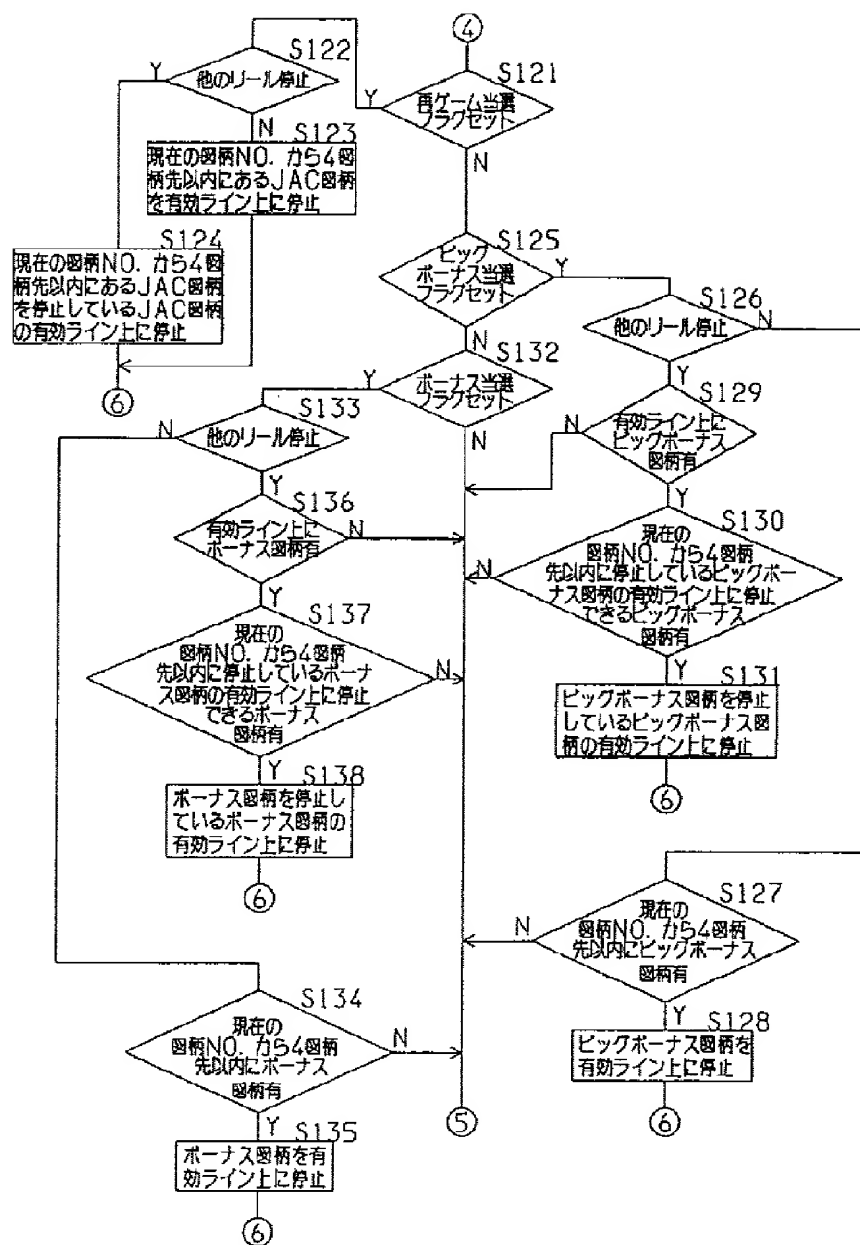 ④
S121
再ゲーム当選
フラグセット
Y
N
S122
他のリール停止
Y
N
S123
現在の図柄NO.から4図
柄先以内にあるJAC図柄
を有効ライン上に停止
S124
現在の図柄NO.から4図
柄先以内にあるJAC図柄
を停止しているJAC図柄
の有効ライン上に停止
⑥
S125
ビッグ
ボーナス当選
フラグセット
Y
N
S126
他のリール停止
N
Y
S129
有効ライン上に
ビッグボーナス
図柄有
N
Y
S130
現在の
図柄NO.から4図柄
先以内に停止しているビッグボー
ナス図柄の有効ライン上に停止
できるビッグボーナス
図柄有
N
Y
S131
ビッグボーナス図柄を停止
しているビッグボーナス図
柄の有効ライン上に停止
⑥
S127
現在の
図柄NO.から4図柄
先以内にビッグボーナス
図柄有
N
Y
S128
ビッグボーナス図柄を
有効ライン上に停止
⑥
S132
ボーナス当選
フラグセット
Y
N
S133
他のリール停止
N
Y
S136
有効ライン上に
ボーナス図柄有
N
Y
S137
現在の
図柄NO.から4図柄
先以内に停止しているボーナ
ス図柄の有効ライン上に停止
できるボーナス
図柄有
N
Y
S138
ボーナス図柄を停止し
ているボーナス図柄の
有効ライン上に停止
⑥
S134
現在の
図柄NO.から4図柄
先以内にボーナス
図柄有
N
Y
S135
ボーナス図柄を有
効ライン上に停止
⑥
⑤